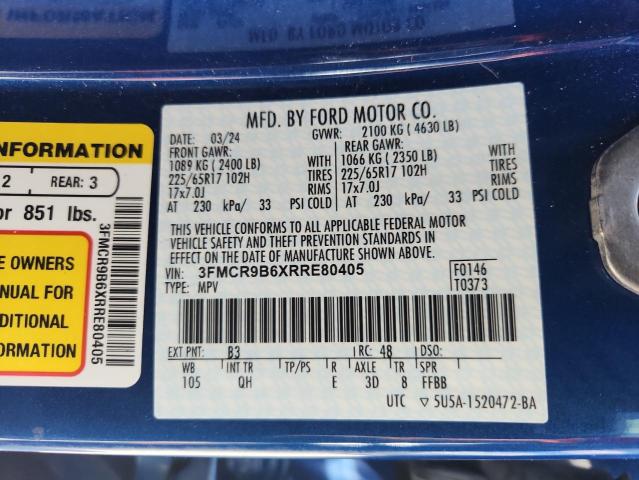 NFORMATION
2 REAR: 3
or 851 lbs.
E OWNERS
NUAL FOR
DITIONAL
ORMATION
3FMCR9B6XRRE80405
MFD. BY FORD MOTOR CO.
DATE: 03/24 GVWR: 2100 KG ( 4630 LB)
FRONT GAWR: REAR GAWR:
1089 KG ( 2400 LB) WITH 1066 KG ( 2350 LB) WITH
225/65R17 102H TIRES 225/65R17 102H TIRES
17x7.0J RIMS 17x7.0J RIMS
AT 230 kPa/ 33 PSI COLD AT 230 kPa/ 33 PSI COLD
THIS VEHICLE CONFORMS TO ALL APPLICABLE FEDERAL MOTOR
VEHICLE SAFETY AND THEFT PREVENTION STANDARDS IN
EFFECT ON THE DATE OF MANUFACTURE SHOWN ABOVE.
VIN: 3FMCR9B6XRRE80405 F0146
TYPE: MPV T0373
EXT PNT: B3 RC: 48 DSO:
WB INT TR TP/PS R AXLE TR SPR
105 QH E 3D 8 FFBB
UTC ▽ 5U5A-1520472-BA